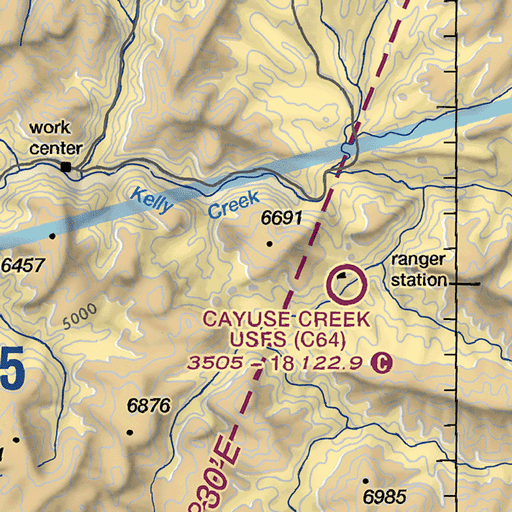 work
center
Kelly
Creek
6691
6457
ranger
station
5000
CAYUSE CREEK
USFS (C64)
3505 - 18 122.9 C
5
6876
30'E
6985